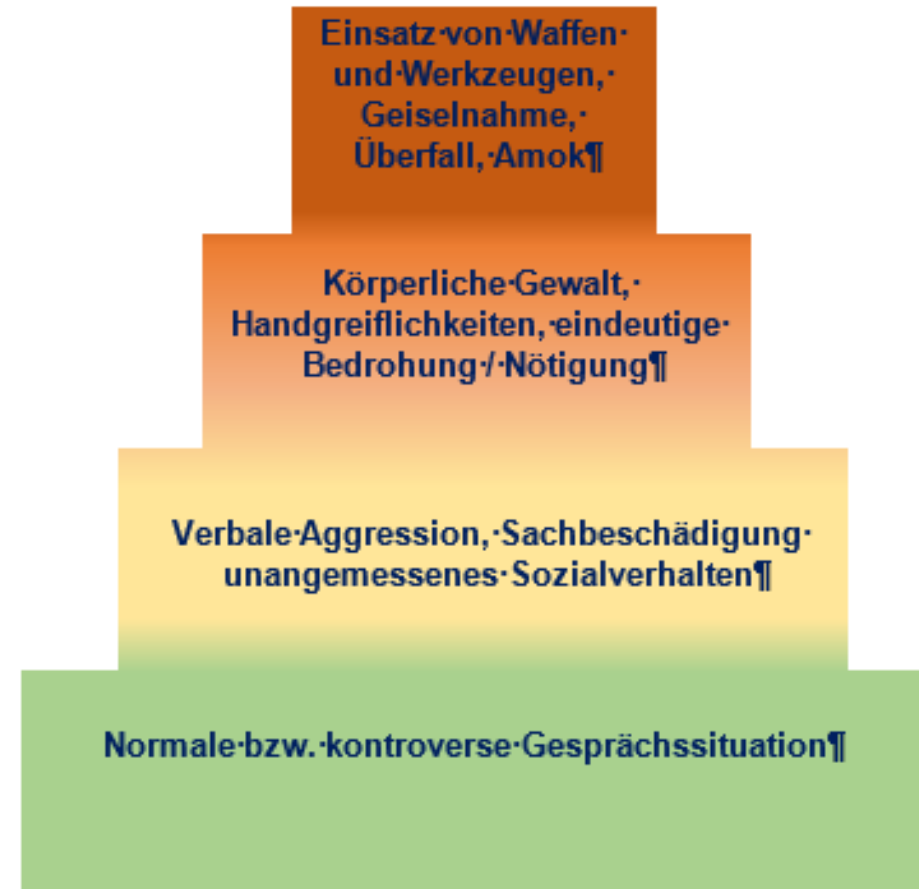 Einsatz·von·Waffen·
und·Werkzeugen,·
Geiselnahme,·
Überfall,·Amok¶
Körperliche·Gewalt,·
Handgreiflichkeiten,·eindeutige·
Bedrohung·/·Nötigung¶
Verbale·Aggression,·Sachbeschädigung·
unangemessenes·Sozialverhalten¶
Normale·bzw.·kontroverse·Gesprächssituation¶